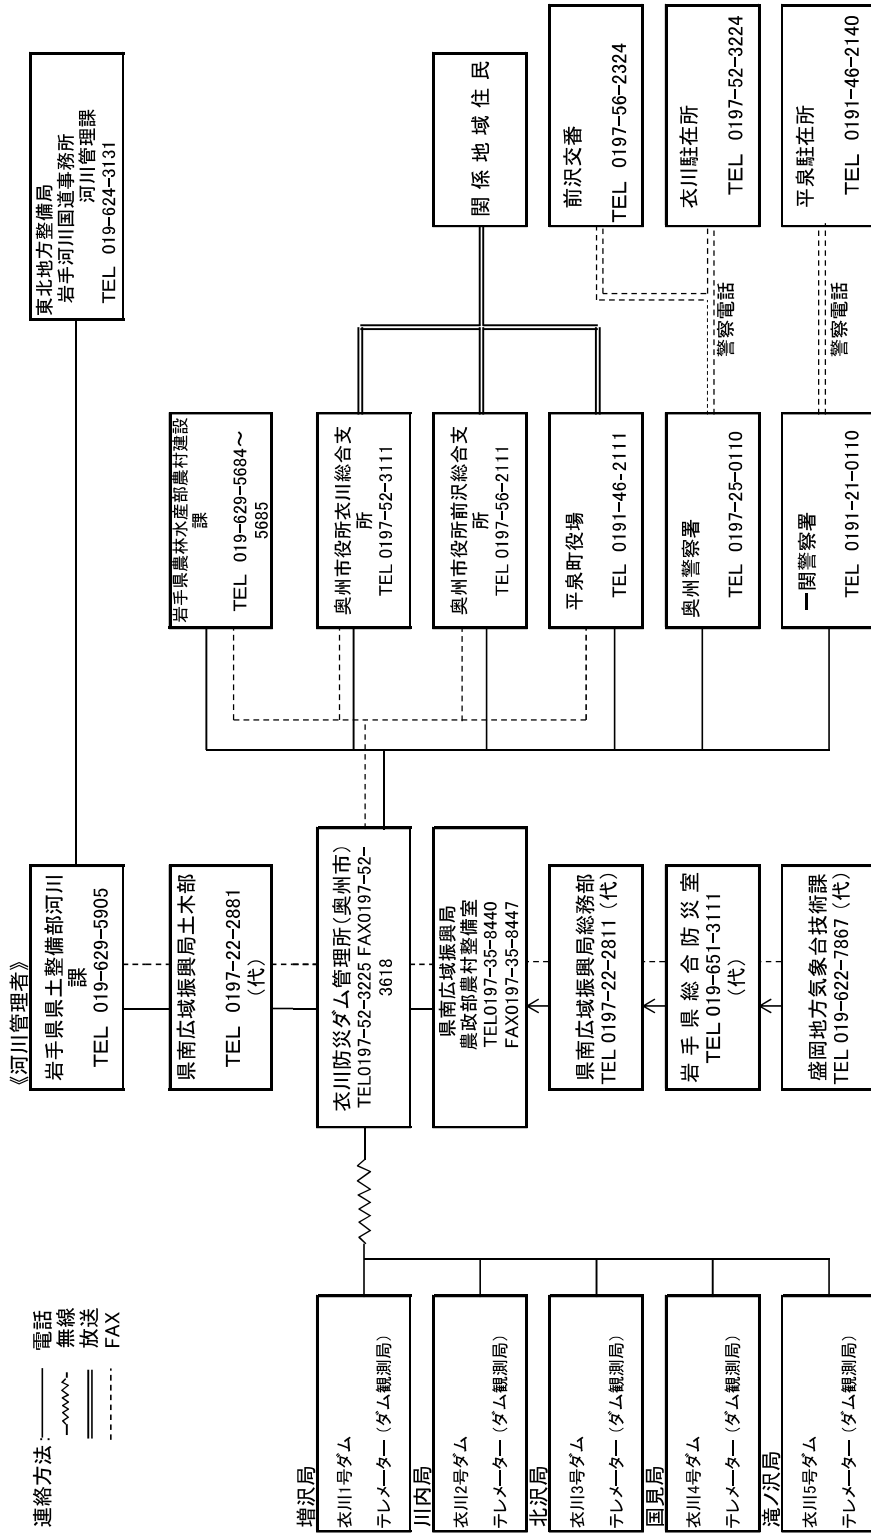 連絡方法:
電話
無線
放送
FAX
《河川管理者》
岩手県県土整備部河川
課
TEL 019-629-5905
東北地方整備局
岩手河川国道事務所
河川管理課
TEL 019-624-3131
県南広域振興局土木部
TEL 0197-22-2881
(代)
岩手県農林水産部農村建設
課
TEL 019-629-5684~
5685
増沢局
衣川1号ダム
テレメーター(ダム観測局)
衣川防災ダム管理所(奥州市)
TEL0197-52-3225 FAX0197-52-
3618
奥州市役所衣川総合支
所
TEL 0197-52-3111
川内局
衣川2号ダム
テレメーター(ダム観測局)
県南広域振興局
農政部農村整備室
TEL0197-35-8440
FAX0197-35-8447
奥州市役所前沢総合支
所
TEL 0197-56-2111
関係地域住民
北沢局
衣川3号ダム
テレメーター(ダム観測局)
県南広域振興局総務部
TEL 0197-22-2811 (代)
平泉町役場
TEL 0191-46-2111
前沢交番
TEL 0197-56-2324
国見局
衣川4号ダム
テレメーター(ダム観測局)
岩手県総合防災室
TEL 019-651-3111
(代)
奥州警察署
TEL 0197-25-0110
警察電話
衣川駐在所
TEL 0197-52-3224
滝ノ沢局
衣川5号ダム
テレメーター(ダム観測局)
盛岡地方気象台技術課
TEL 019-622-7867 (代)
一関警察署
TEL 0191-21-0110
警察電話
平泉駐在所
TEL 0191-46-2140